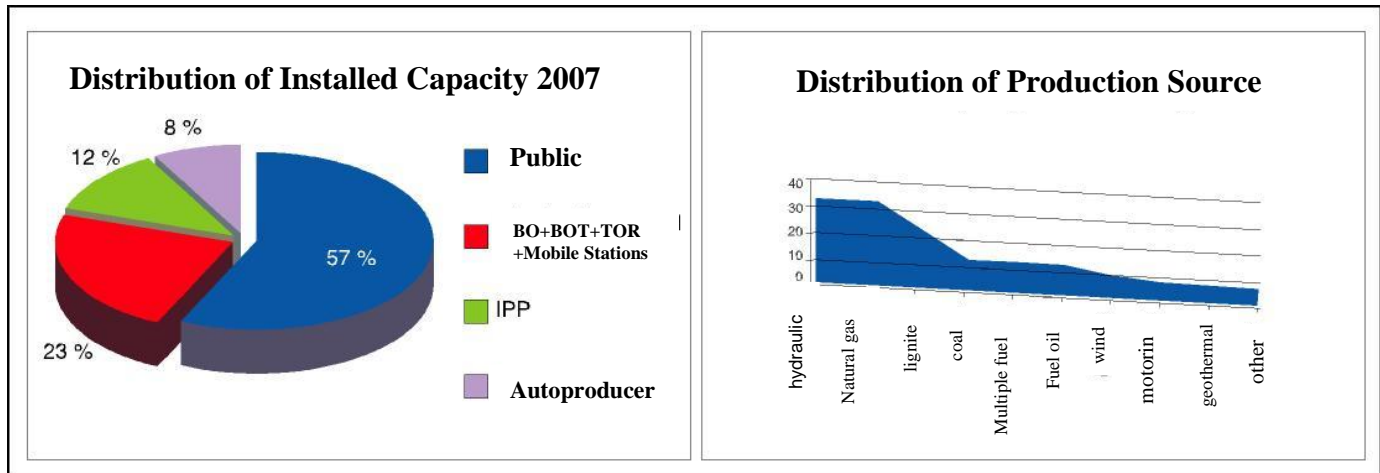 Distribution of Installed Capacity 2007
8 %
12 %
57 %
23 %
Public
BO+BOT+TOR
+Mobile Stations
IPP
Autoproducer
Distribution of Production Source
40
30
20
10
0
hydraulic
Natural gas
lignite
coal
Multiple fuel
Fuel oil
wind
motorin
geothermal
other